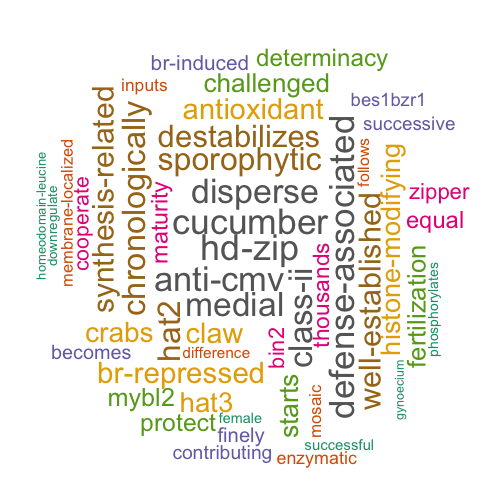 br-induced
determinacy
inputs
challenged
bes1bzr1
antioxidant
successive
destabilizes
sporophytic
follows
synthesis-related
chronologically
homeodomain-leucine
downregulate
membrane-localized
cooperate
maturity
disperse
cucumber
hd-zip
anti-cmv
medial
class-ii
thousands
defense-associated
well-established
histone-modifying
zipper
equal
fertilization
phosphorylates
hat2
crabs
claw
becomes
difference
bin2
br-repressed
mybl2
hat3
starts
mosaic
gynoecium
protect
female
finely
successful
contributing
enzymatic